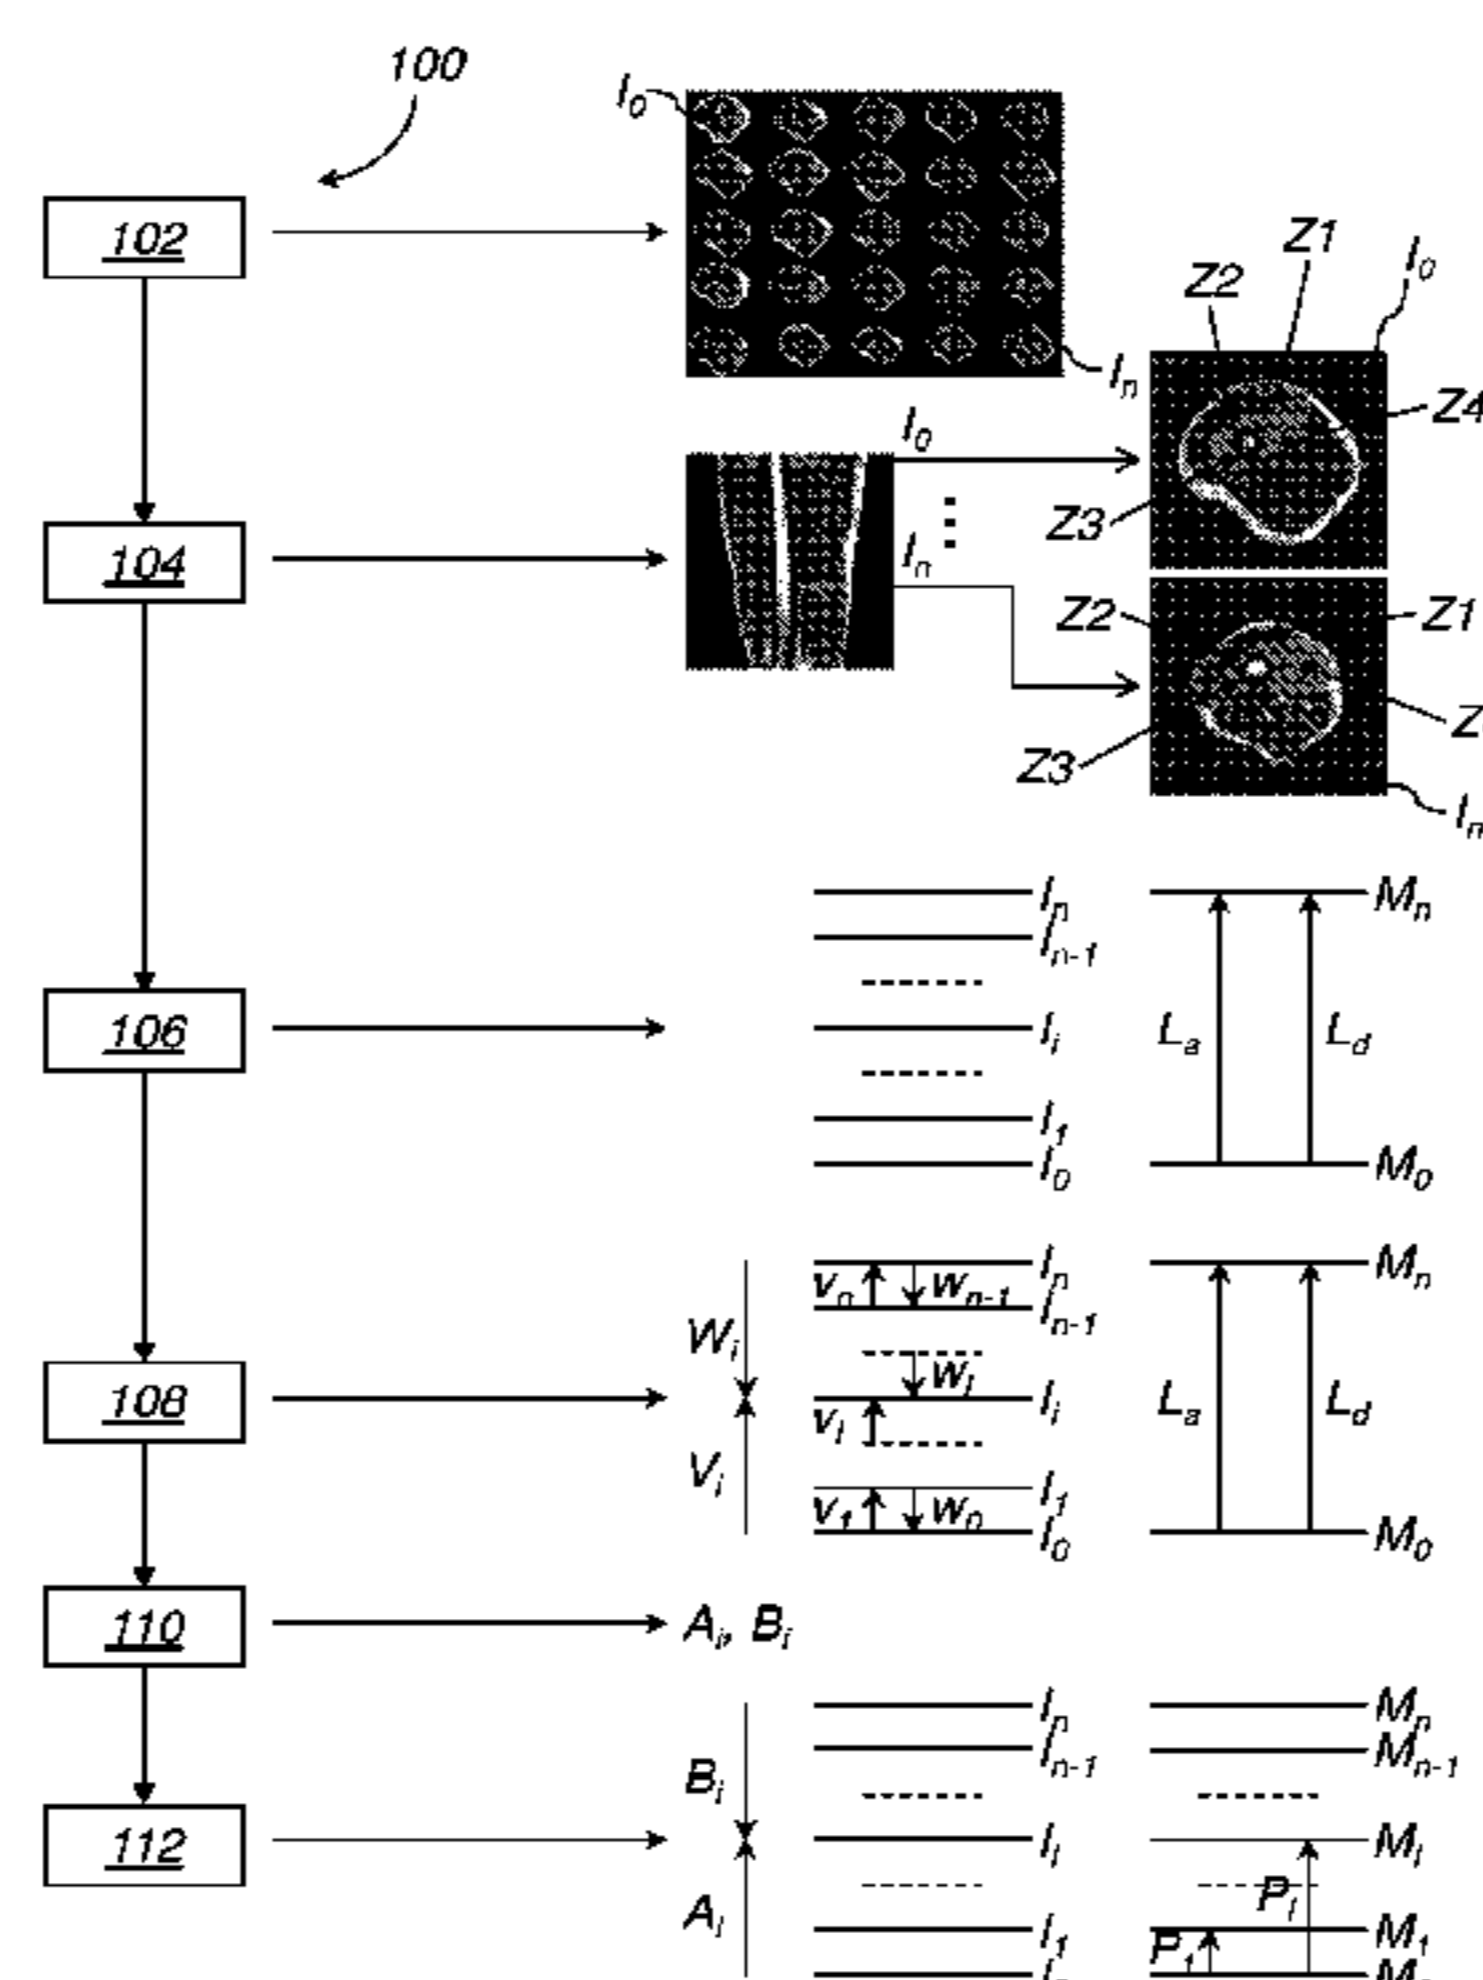 100
I0
102
Z1
I0
Z2
In
Z4
I0
Z3
104
In
Z2
Z1
Z3
In
In
Mn
In-1
106
Ii
La
Ld
I1
I0
M0
In
Mn
vn
wn-1
In-1
Wi
wi
108
Ii
La
Ld
vi
Vi
I1
v1
w0
I0
M0
110
Ai, Bi
In
Mn
In-1
Mn-1
Bi
112
Ii
Mi
Pi
Ai
I1
M1
P1